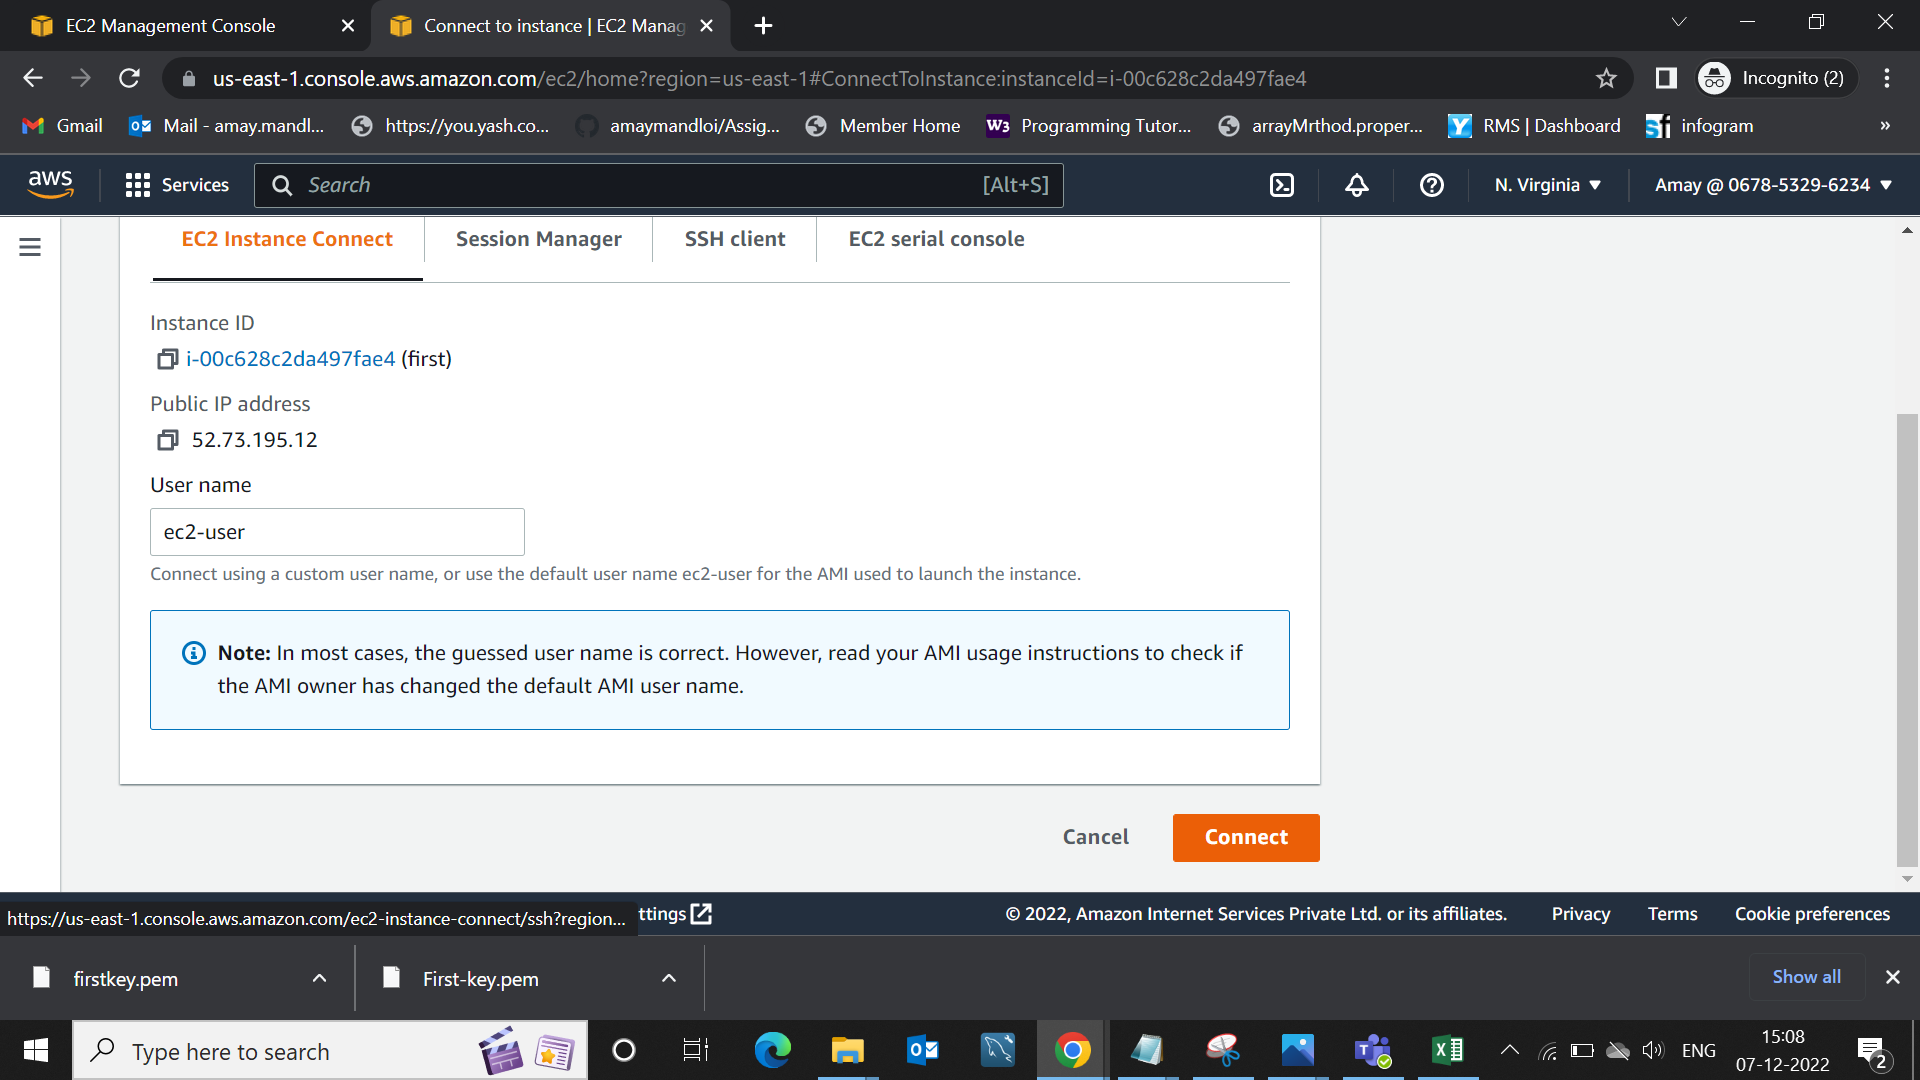 EC2 Management Console
Connect to instance | EC2 Manag
us-east-1.console.aws.amazon.com/ec2/home?region=us-east-1#ConnectToInstance:instanceId=i-00c628c2da497fae4
Incognito (2)
Gmail
Mail - amay.mandl...
https://you.yash.co...
amaymandloi/Assig...
Member Home
W3 Programming Tutor...
arrayMrthod.proper...
Y RMS | Dashboard
infogram
»
aws
Services
Search
[Alt+S]
N. Virginia
Amay @ 0678-5329-6234
EC2 Instance Connect
Session Manager
SSH client
EC2 serial console
Instance ID
i-00c628c2da497fae4 (first)
Public IP address
52.73.195.12
User name
ec2-user
Connect using a custom user name, or use the default user name ec2-user for the AMI used to launch the instance.
Note: In most cases, the guessed user name is correct. However, read your AMI usage instructions to check if
the AMI owner has changed the default AMI user name.
Cancel
Connect
https://us-east-1.console.aws.amazon.com/ec2-instance-connect/ssh?region...
ttings
© 2022, Amazon Internet Services Private Ltd. or its affiliates.
Privacy
Terms
Cookie preferences
firstkey.pem
First-key.pem
Show all
Type here to search
ENG
15:08
07-12-2022
2